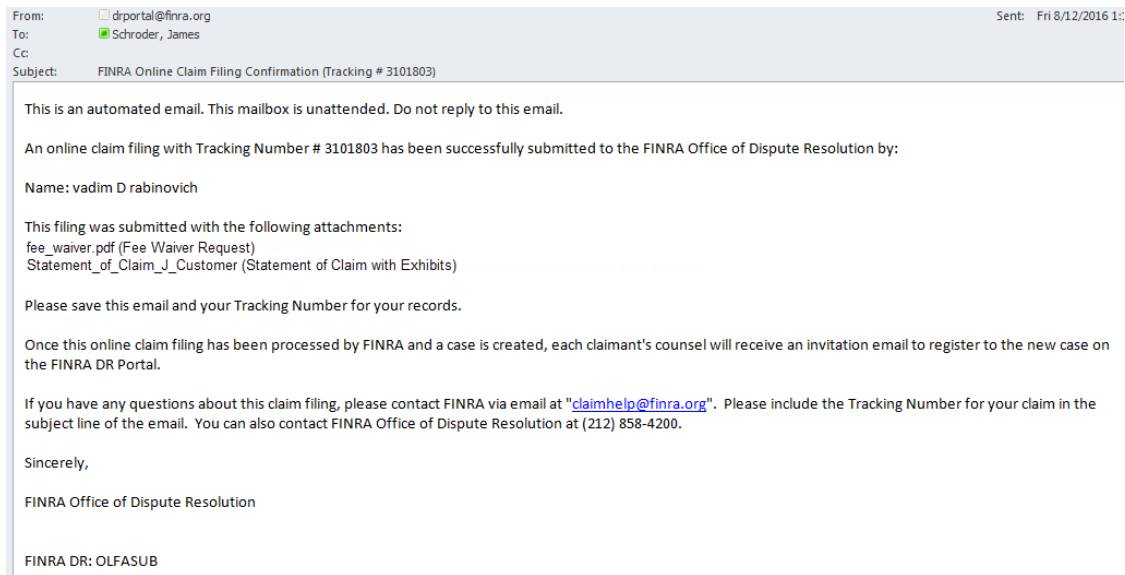 From: drportal@finra.org Sent: Fri 8/12/2016 1:
To: Schroder, James
Cc:
Subject: FINRA Online Claim Filing Confirmation (Tracking # 3101803)
This is an automated email. This mailbox is unattended. Do not reply to this email.
An online claim filing with Tracking Number # 3101803 has been successfully submitted to the FINRA Office of Dispute Resolution by:
Name: vadim D rabinovich
This filing was submitted with the following attachments:
fee_waiver.pdf (Fee Waiver Request)
Statement_of_Claim_J_Customer (Statement of Claim with Exhibits)
Please save this email and your Tracking Number for your records.
Once this online claim filing has been processed by FINRA and a case is created, each claimant's counsel will receive an invitation email to register to the new case on
the FINRA DR Portal.
If you have any questions about this claim filing, please contact FINRA via email at "claimhelp@finra.org".  Please include the Tracking Number for your claim in the
subject line of the email.  You can also contact FINRA Office of Dispute Resolution at (212) 858-4200.
Sincerely,
FINRA Office of Dispute Resolution
FINRA DR: OLFASUB